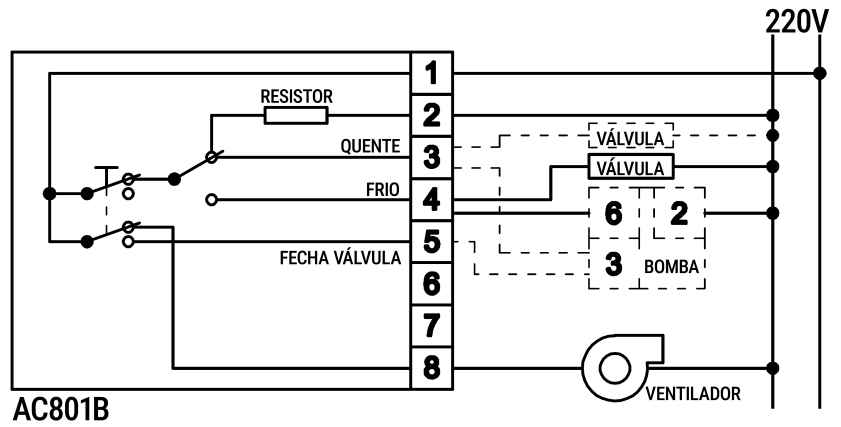 220V
1
RESISTOR
2
VÁLVULA
QUENTE
3
VÁLVULA
FRIO
4
6 2
5
FECHA VÁLVULA
3 BOMBA
6
7
8
VENTILADOR
AC801B